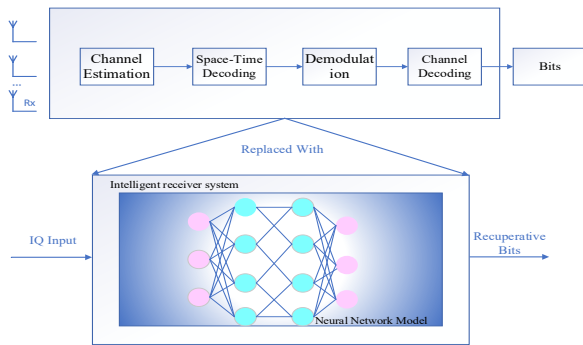 Channel
Estimation
Space-Time
Decoding
Demodulat
ion
Channel
Decoding
Bits
...
Rx
Replaced With
Intelligent receiver system
IQ Input
Recuperative
Bits
Neural Network Model